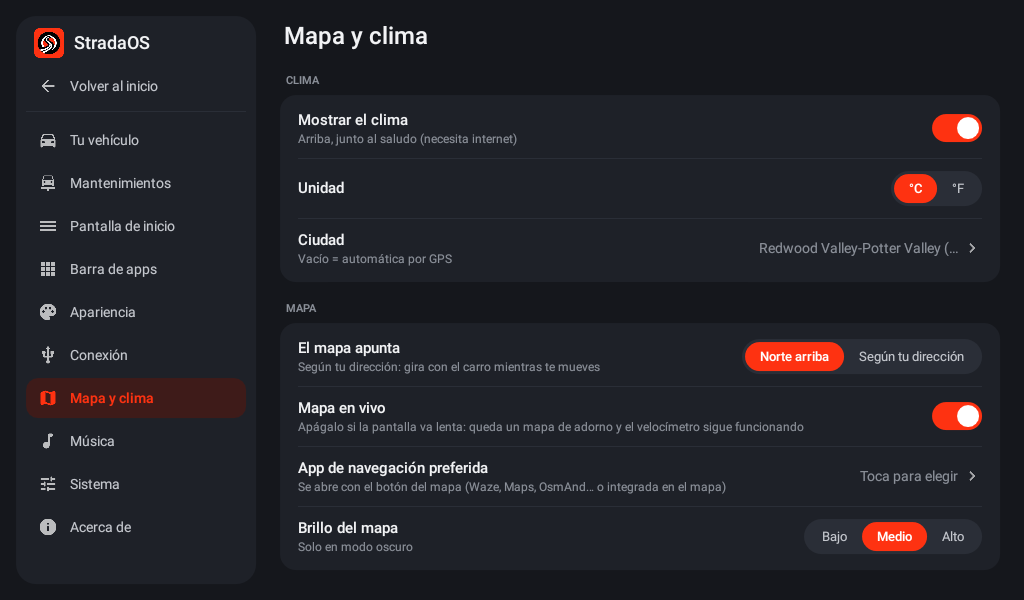 StradaOS
Volver al inicio
Tu vehículo
Mantenimientos
Pantalla de inicio
Barra de apps
Apariencia
Conexión
Mapa y clima
Música
Sistema
Acerca de
Mapa y clima
CLIMA
Mostrar el clima
Arriba, junto al saludo (necesita internet)
Unidad
°C °F
Ciudad
Vacío = automática por GPS
Redwood Valley-Potter Valley (...
MAPA
El mapa apunta
Según tu dirección: gira con el carro mientras te mueves
Norte arriba Según tu dirección
Mapa en vivo
Apágalo si la pantalla va lenta: queda un mapa de adorno y el velocímetro sigue funcionando
App de navegación preferida
Se abre con el botón del mapa (Waze, Maps, OsmAnd... o integrada en el mapa)
Toca para elegir
Brillo del mapa
Solo en modo oscuro
Bajo Medio Alto